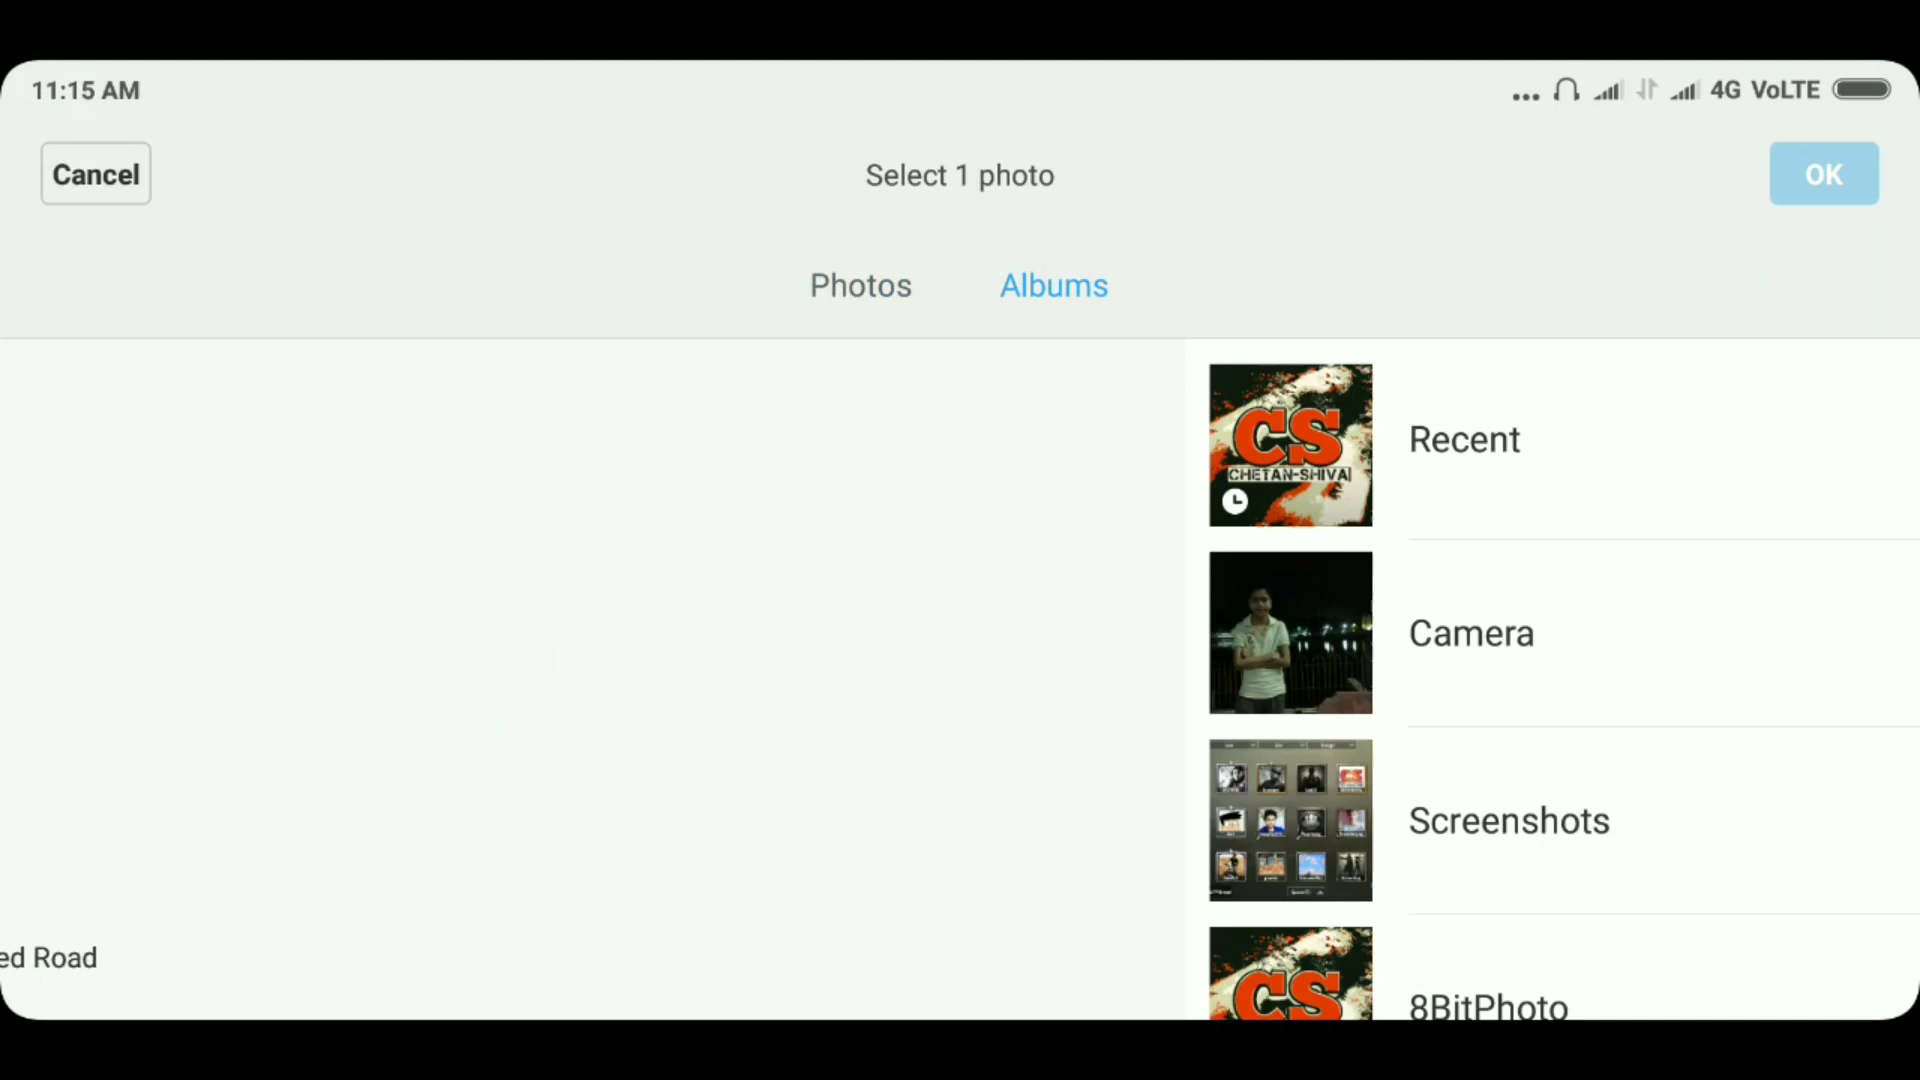 11:15 AM
... 4G VoLTE
Cancel
Select 1 photo
OK
Photos
Albums
CS
CHETAN-SHIVA
Recent
Camera
Screenshots
ed Road
CS
8BitPhoto